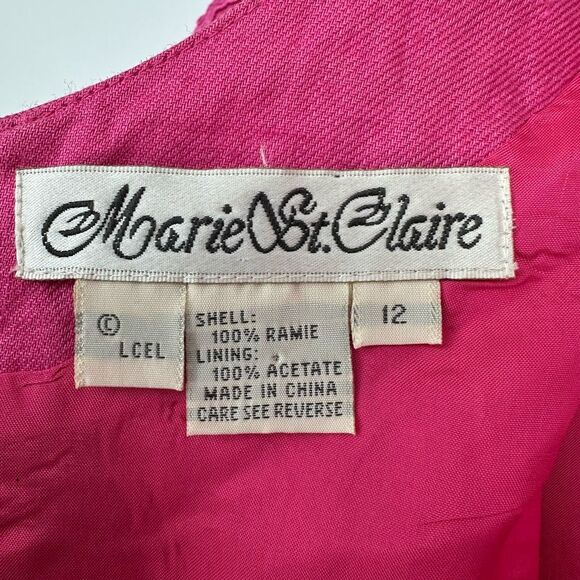 Marie St. Claire
©
LCEL
SHELL:
100% RAMIE
LINING:
100% ACETATE
MADE IN CHINA
CARE SEE REVERSE
12